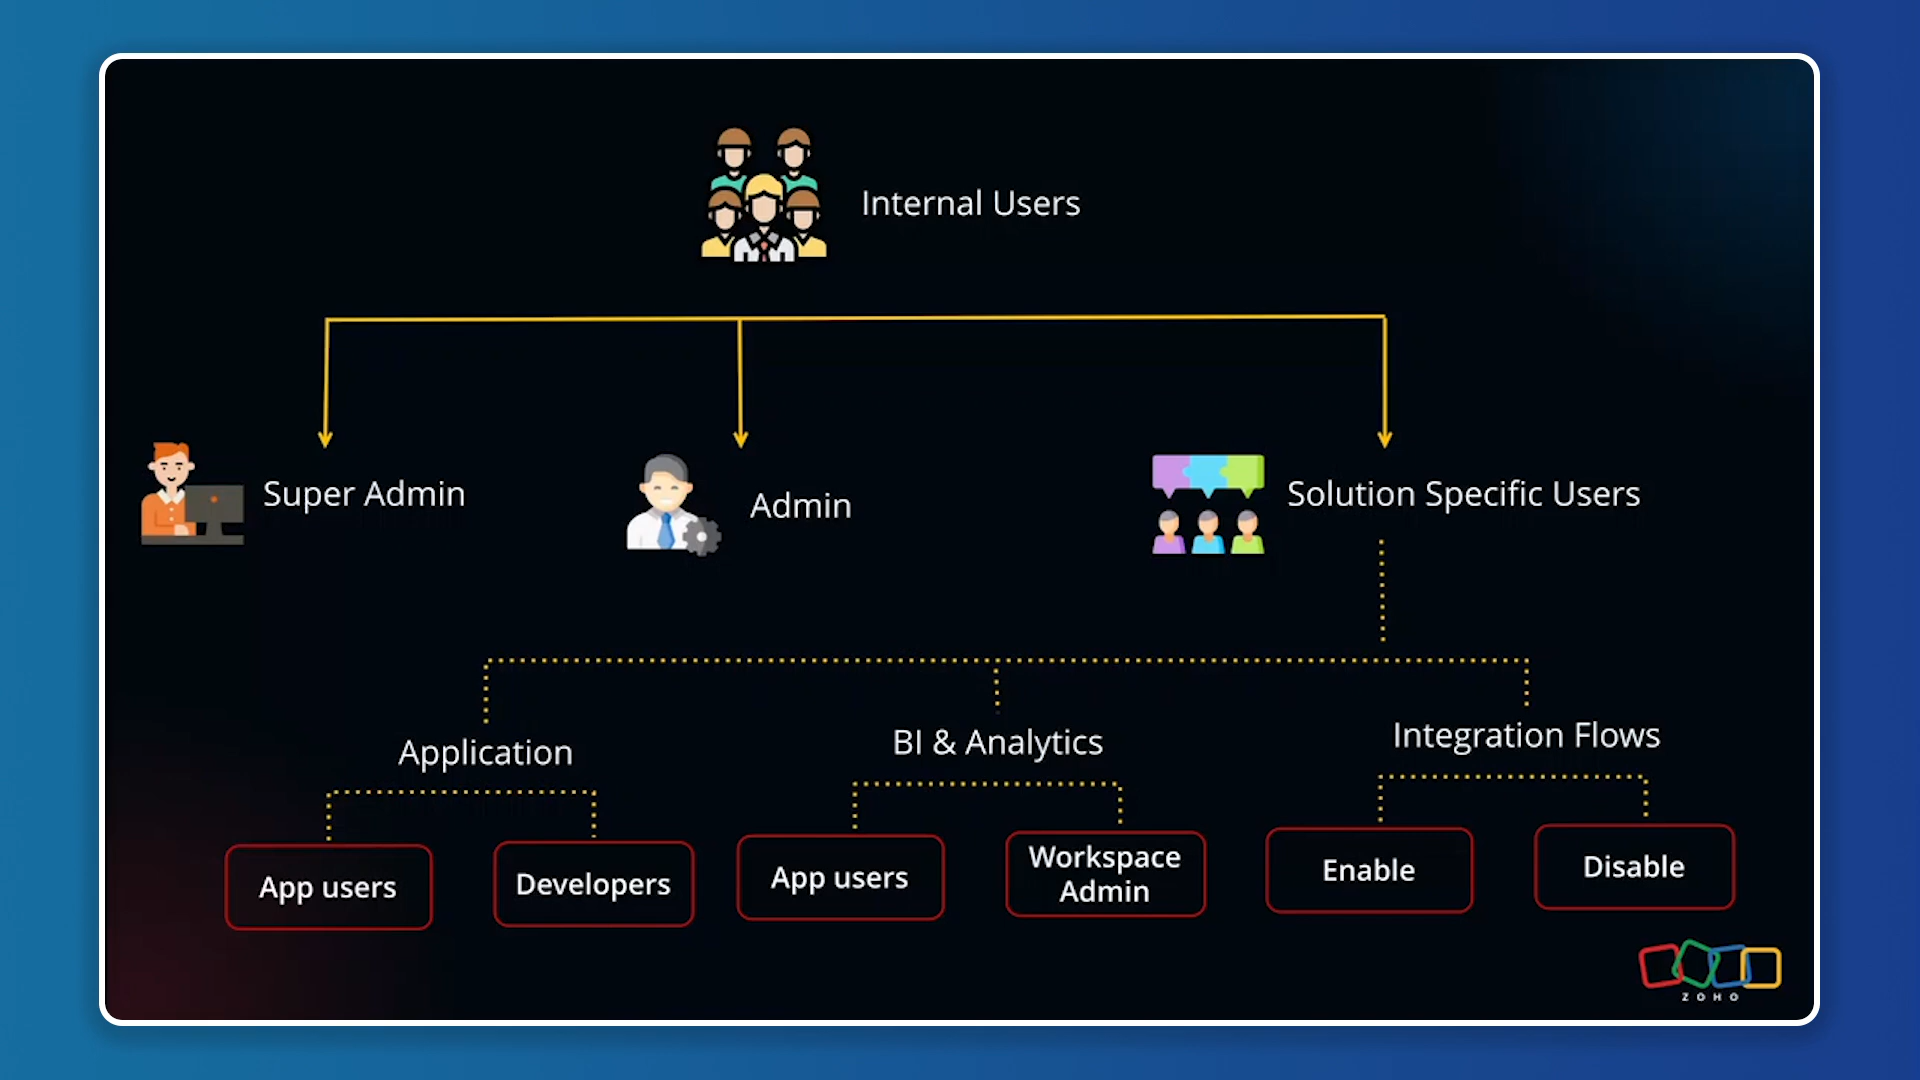 Internal Users
Super Admin
Admin
Solution Specific Users
Application
BI & Analytics
Integration Flows
App users
Developers
App users
Workspace
Admin
Enable
Disable
ZOHO